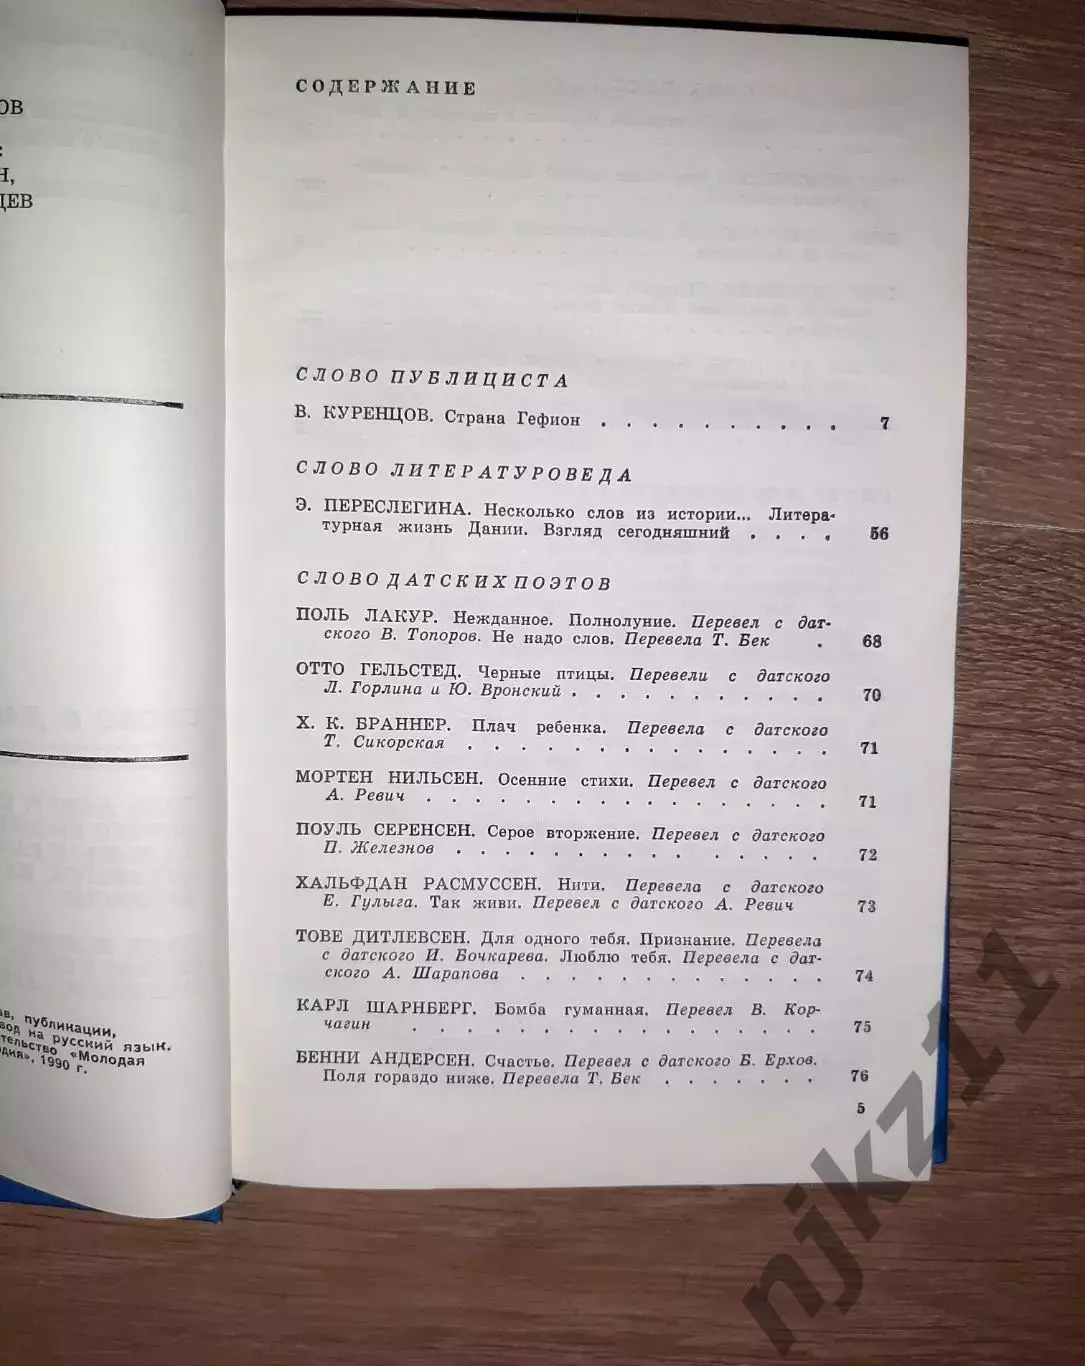 ОВ
Н,
ЦЕВ
публикации,
вод на русский язык.
«Молодая
1990 г.
СОДЕРЖАНИЕ
СЛОВО ПУБЛИЦИСТА
В. КУРЕНЦОВ. Страна Гефион . . . . . . . . . . 7
СЛОВО ЛИТЕРАТУРОВЕДА
Э. ПЕРЕСЛЕГИНА. Несколько слов из истории... Литера-
турная жизнь Дании. Взгляд сегодняшний . . . . 56
СЛОВО ДАТСКИХ ПОЭТОВ
ПОЛЬ ЛАКУР. Нежданное. Полнолуние. Перевел с дат-
ского В. Топоров. Не надо слов. Перевела Т. Бек . 68
ОТТО ГЕЛЬСТЕД. Черные птицы. Перевели с датского
Л. Горлина и Ю. Вронский . . . . . . . . . . . 70
Х. К. БРАННЕР. Плач ребенка. Перевела с датского
Т. Сикорская . . . . . . . . . . . . . . . 71
МОРТЕН НИЛЬСЕН. Осенние стихи. Перевел с датского
А. Ревич . . . . . . . . . . . . . . . . . 71
ПОУЛЬ СЕРЕНСЕН. Серое вторжение. Перевел с датского
П. Железнов . . . . . . . . . . . . . . . 72
ХАЛЬФДАН РАСМУССЕН. Нити. Перевела с датского
Е. Гулыга. Так живи. Перевел с датского А. Ревич 73
ТОВЕ ДИТЛЕВСЕН. Для одного тебя. Признание. Перевела
с датского И. Бочкарева. Люблю тебя. Перевела с дат-
ского А. Шарапова . . . . . . . . . . . . . 74
КАРЛ ШАРНБЕРГ. Бомба гуманная. Перевел В. Кор-
чагин . . . . . . . . . . . . . . . . 75
БЕННИ АНДЕРСЕН. Счастье. Перевел с датского Б. Ерхов.
Поля гораздо ниже. Перевела Т. Бек . . . . . . . 76
5
njkz11